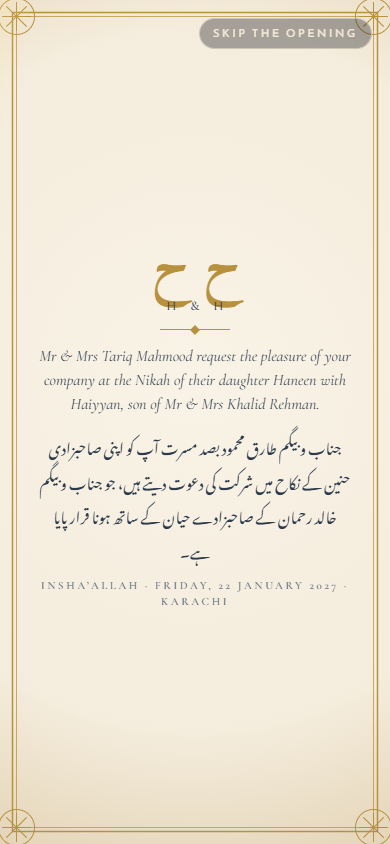 SKIP THE OPENING
ح ح
H & H
Mr & Mrs Tariq Mahmood request the pleasure of your
company at the Nikah of their daughter Haneen with
Haiyyan, son of Mr & Mrs Khalid Rehman.
جناب و بیگم طارق محمود بصد مسرت آپ کو اپنی صاحبزادی
حنین کے نکاح میں شرکت کی دعوت دیتے ہیں، جو جناب و بیگم
خالد رحمان کے صاحبزادے حیان کے ساتھ ہونا قرار پایا
ہے۔
INSHA'ALLAH · FRIDAY, 22 JANUARY 2027 ·
KARACHI